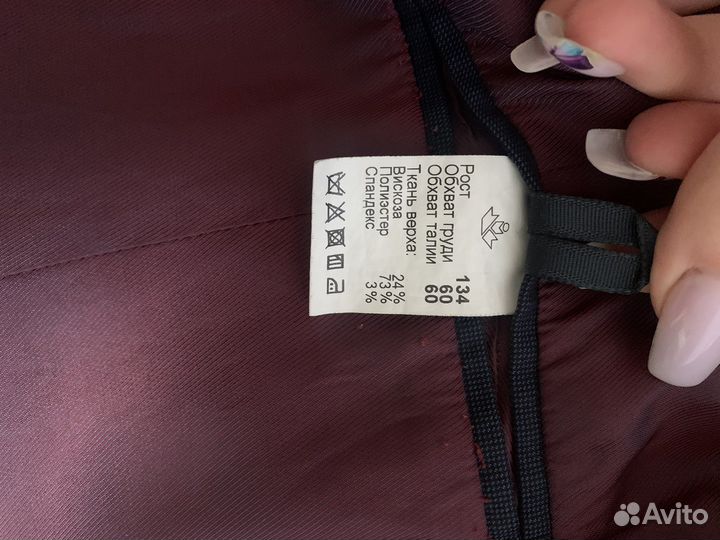 Рост 134
Обхват груди 60
Обхват талии 60
Ткань верха:
Вискоза 24%
Полиэстер 73%
Спандекс 3%
Avito